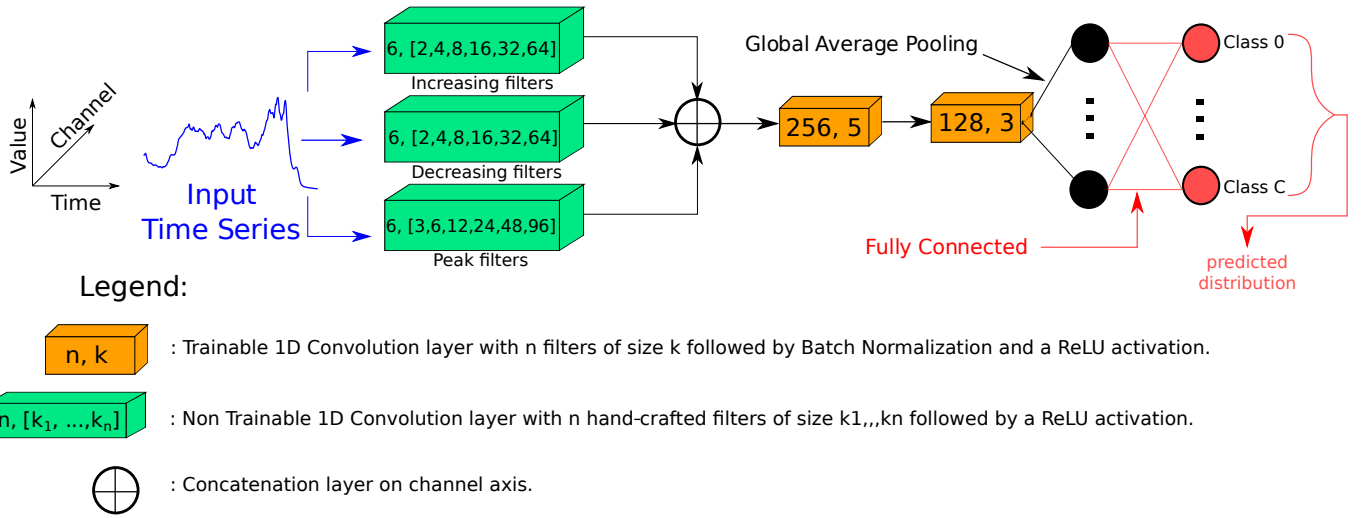 Value
Channel
Time
Input
Time Series
6, [2,4,8,16,32,64]
Increasing filters
6, [2,4,8,16,32,64]
Decreasing filters
6, [3,6,12,24,48,96]
Peak filters
256, 5
128, 3
Global Average Pooling
Class 0
Class C
Fully Connected
predicted
distribution
Legend:
n, k
: Trainable 1D Convolution layer with n filters of size k followed by Batch Normalization and a ReLU activation.
n, [k₁, ...,kₙ]
: Non Trainable 1D Convolution layer with n hand-crafted filters of size k1,,,kn followed by a ReLU activation.
: Concatenation layer on channel axis.